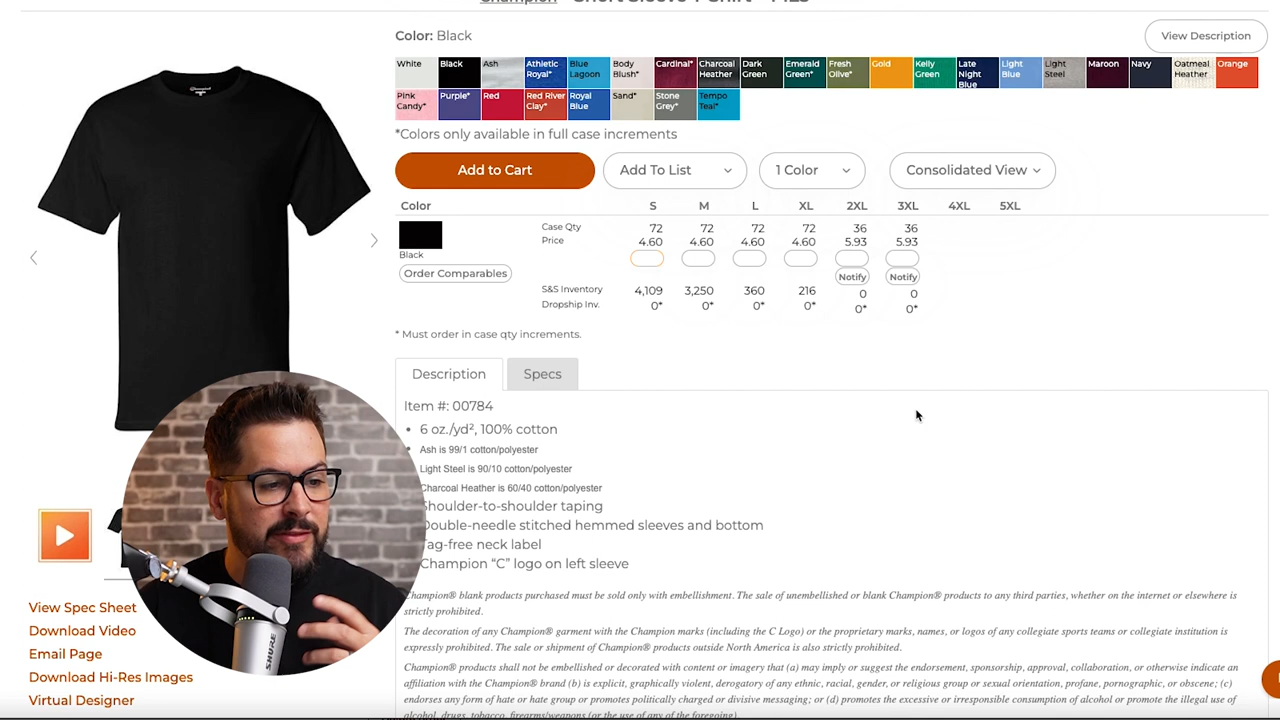 Champion
Color: Black
View Description
White
Black
Ash
Athletic Royal*
Blue Lagoon
Body Blush*
Cardinal*
Charcoal Heather
Dark Green
Emerald Green*
Fresh Olive*
Gold
Kelly Green
Late Night Blue
Light Blue
Light Steel
Maroon
Navy
Oatmeal Heather
Orange
Pink Candy*
Purple*
Red
Red River Clay*
Royal Blue
Sand*
Stone Grey*
Tempo Teal*
*Colors only available in full case increments
Add to Cart
Add To List
1 Color
Consolidated View
Color S M L XL 2XL 3XL 4XL 5XL
Case Qty 72 72 72 72 36 36
Price 4.60 4.60 4.60 4.60 5.93 5.93
Black
Order Comparables
Notify Notify
S&S Inventory 4,109 3,250 360 216 0 0
Dropship Inv. 0* 0* 0* 0* 0* 0*
* Must order in case qty increments.
Description Specs
Item #: 00784
• 6 oz./yd², 100% cotton
Ash is 99/1 cotton/polyester
Light Steel is 90/10 cotton/polyester
Charcoal Heather is 60/40 cotton/polyester
Shoulder-to-shoulder taping
Double-needle stitched hemmed sleeves and bottom
Tag-free neck label
Champion “C” logo on left sleeve
Champion® blank products purchased must be sold only with embellishment. The sale of unembellished or blank Champion® products to any third parties, whether on the internet or elsewhere is
strictly prohibited.
The decoration of any Champion® garment with the Champion marks (including the C Logo) or the proprietary marks, names, or logos of any collegiate sports teams or collegiate institution is
expressly prohibited. The sale or shipment of Champion® products outside North America is also strictly prohibited.
Champion® products shall not be embellished or decorated with content or imagery that (a) may imply or suggest the endorsement, sponsorship, approval, collaboration, or otherwise indicate an
affiliation with the Champion® brand (b) is explicit, graphically violent, derogatory of any ethnic, racial, gender, or religious group or sexual orientation, profane, pornographic, or obscene; (c)
endorses any form of hate or hate group or promotes politically charged or divisive messaging; or (d) promotes the excessive or irresponsible consumption of alcohol or promote the illegal use of
alcohol, drugs, tobacco, firearms/weapons (or the use of any of the foregoing).
View Spec Sheet
Download Video
Email Page
Download Hi-Res Images
Virtual Designer
SHURE